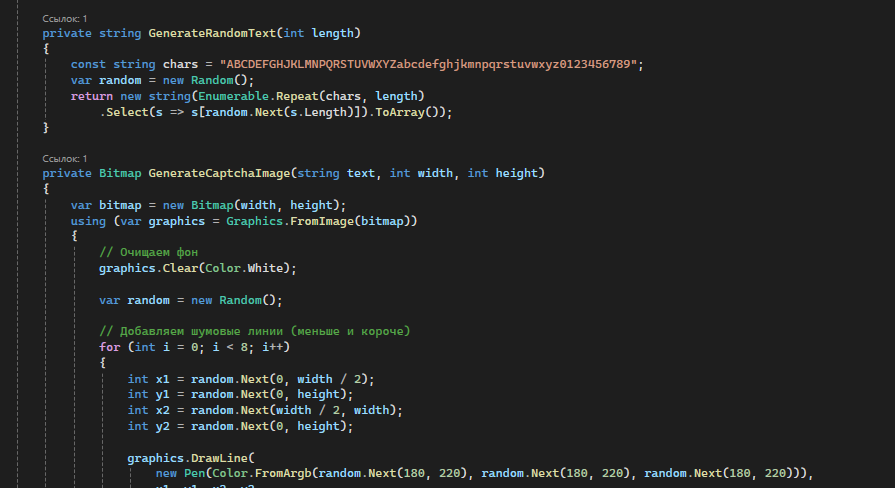 Ссылок: 1
private string GenerateRandomText(int length)
{
const string chars = "ABCDEFGHJKLMNPQRSTUVWXYZabcdefghjkmnpqrstuvwxyz0123456789";
var random = new Random();
return new string(Enumerable.Repeat(chars, length)
.Select(s => s[random.Next(s.Length)]).ToArray());
}
Ссылок: 1
private Bitmap GenerateCaptchaImage(string text, int width, int height)
{
var bitmap = new Bitmap(width, height);
using (var graphics = Graphics.FromImage(bitmap))
{
// Очищаем фон
graphics.Clear(Color.White);
var random = new Random();
// Добавляем шумовые линии (меньше и короче)
for (int i = 0; i < 8; i++)
{
int x1 = random.Next(0, width / 2);
int y1 = random.Next(0, height);
int x2 = random.Next(width / 2, width);
int y2 = random.Next(0, height);
graphics.DrawLine(
new Pen(Color.FromArgb(random.Next(180, 220), random.Next(180, 220), random.Next(180, 220))),